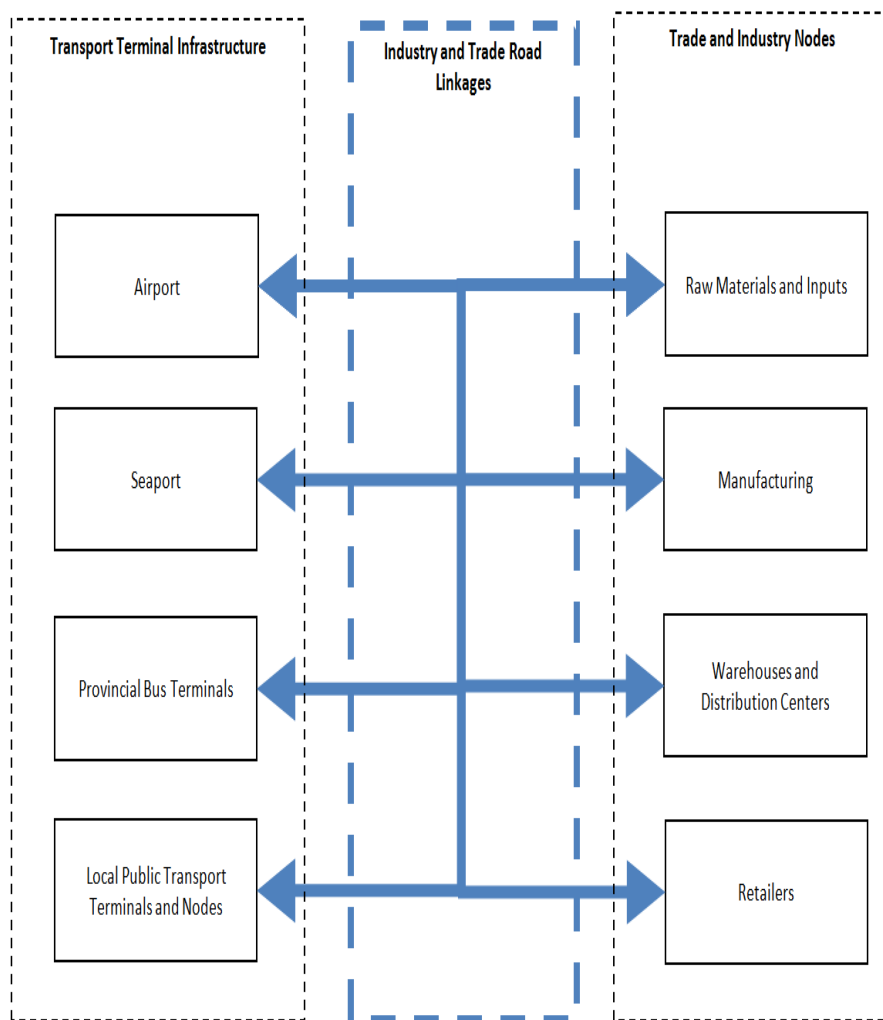 Transport Terminal Infrastructure
Industry and Trade Road
Linkages
Trade and Industry Nodes
Airport
Raw Materials and Inputs
Seaport
Manufacturing
Provincial Bus Terminals
Warehouses and
Distribution Centers
Local Public Transport
Terminals and Nodes
Retailers